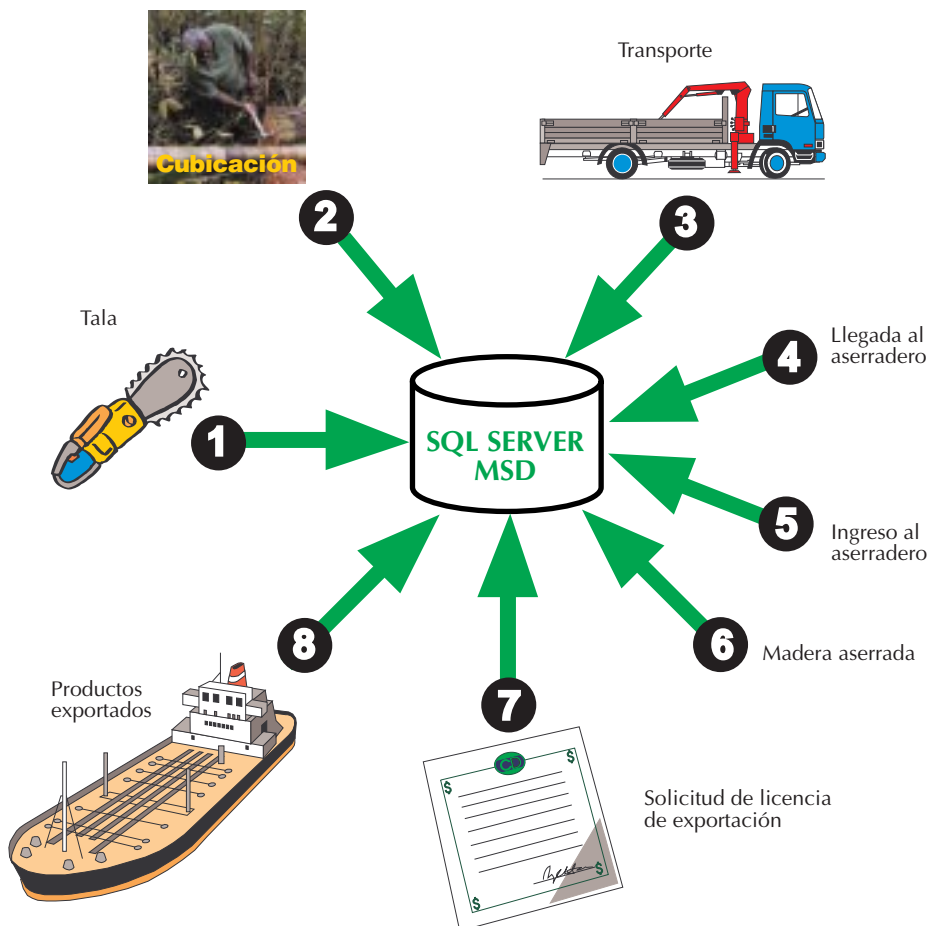 Transporte
Cubicación
2
3
Tala
Llegada al
aserradero
4
1
SQL SERVER
MSD
5
Ingreso al
aserradero
8
6
Madera aserrada
Productos
exportados
7
CD
$
$
Solicitud de licencia
de exportación
$
$